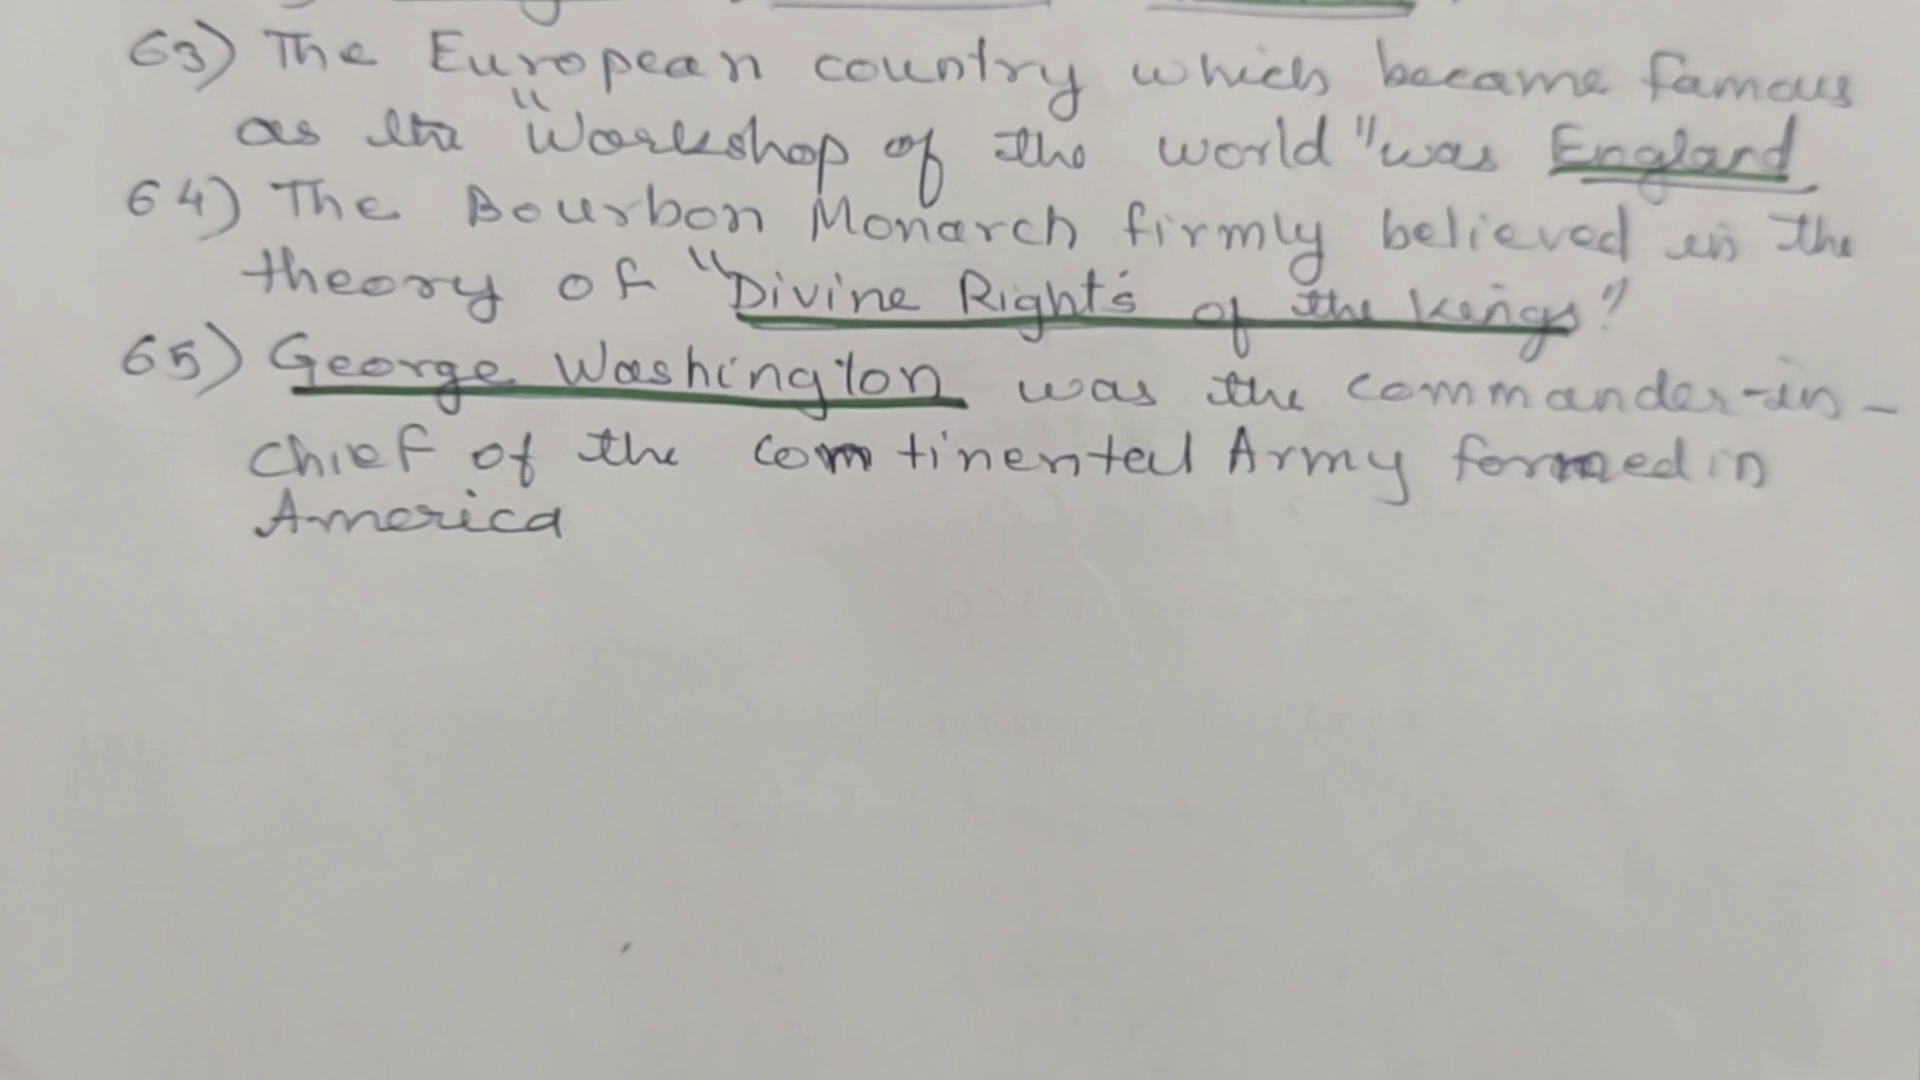 63) The European country which became famous
as the "Workshop of the world" was England
64) The Bourbon Monarch firmly believed in the
theory of "Divine Rights of the kings"
65) George Washington was the commander-in-
chief of the continental Army formed in
America